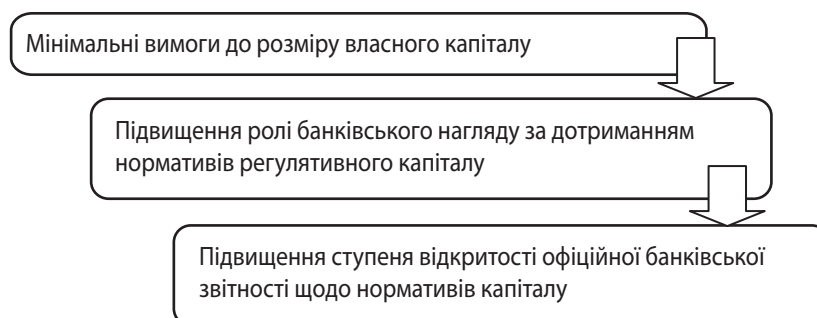 Мінімальні вимоги до розміру власного капіталу
Підвищення ролі банківського нагляду за дотриманням
нормативів регулятивного капіталу
Підвищення ступеня відкритості офіційної банківської
звітності щодо нормативів капіталу